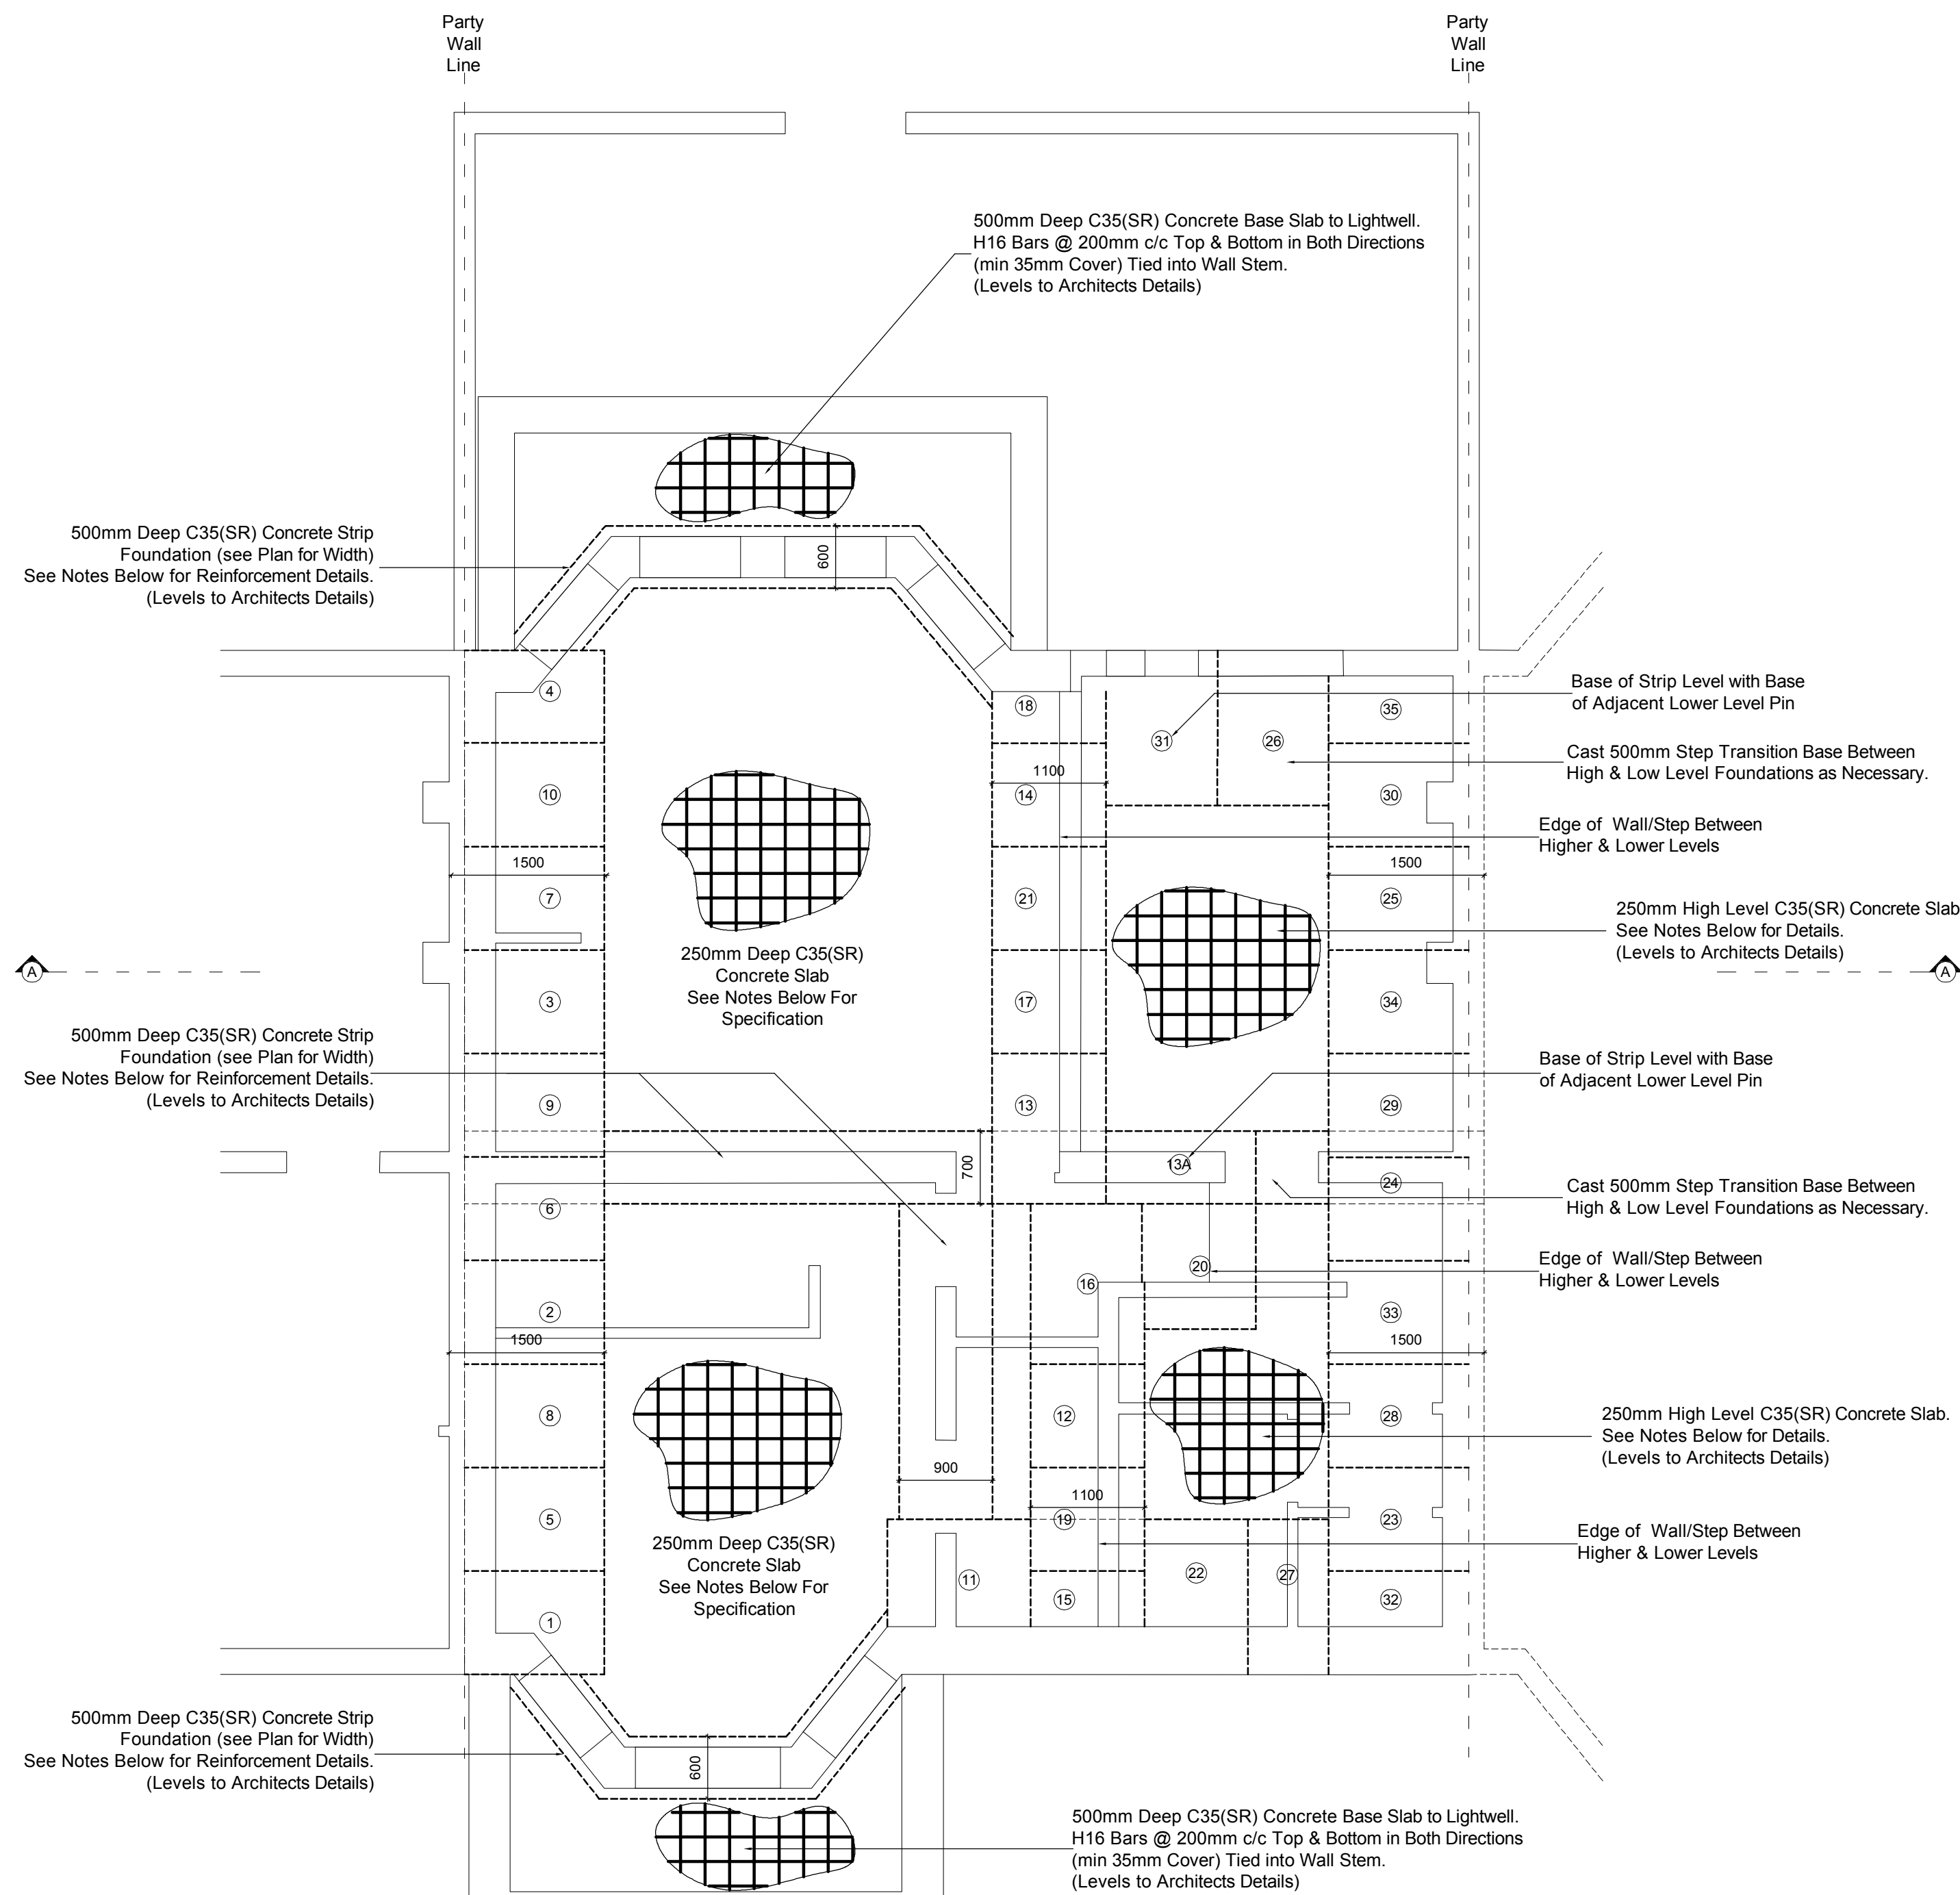 Party
Wall
Line
Party
Wall
Line
500mm Deep C35(SR) Concrete Base Slab to Lightwell.
H16 Bars @ 200mm c/c Top & Bottom in Both Directions
(min 35mm Cover) Tied into Wall Stem.
(Levels to Architects Details)
500mm Deep C35(SR) Concrete Strip
Foundation (see Plan for Width)
See Notes Below for Reinforcement Details.
(Levels to Architects Details)
600
4
18
31
26
35
Base of Strip Level with Base
of Adjacent Lower Level Pin
Cast 500mm Step Transition Base Between
High & Low Level Foundations as Necessary.
10
1100
14
30
Edge of Wall/Step Between
Higher & Lower Levels
1500
1500
7
21
25
250mm High Level C35(SR) Concrete Slab
See Notes Below for Details.
(Levels to Architects Details)
250mm Deep C35(SR)
Concrete Slab
See Notes Below For
Specification
A
A
3
17
34
500mm Deep C35(SR) Concrete Strip
Foundation (see Plan for Width)
See Notes Below for Reinforcement Details.
(Levels to Architects Details)
Base of Strip Level with Base
of Adjacent Lower Level Pin
9
13
29
700
13A
24
Cast 500mm Step Transition Base Between
High & Low Level Foundations as Necessary.
6
20
16
Edge of Wall/Step Between
Higher & Lower Levels
2
33
1500
1500
8
12
28
250mm High Level C35(SR) Concrete Slab.
See Notes Below for Details.
(Levels to Architects Details)
900
1100
5
19
23
250mm Deep C35(SR)
Concrete Slab
See Notes Below For
Specification
Edge of Wall/Step Between
Higher & Lower Levels
11
22
27
15
32
1
500mm Deep C35(SR) Concrete Strip
Foundation (see Plan for Width)
See Notes Below for Reinforcement Details.
(Levels to Architects Details)
600
500mm Deep C35(SR) Concrete Base Slab to Lightwell.
H16 Bars @ 200mm c/c Top & Bottom in Both Directions
(min 35mm Cover) Tied into Wall Stem.
(Levels to Architects Details)